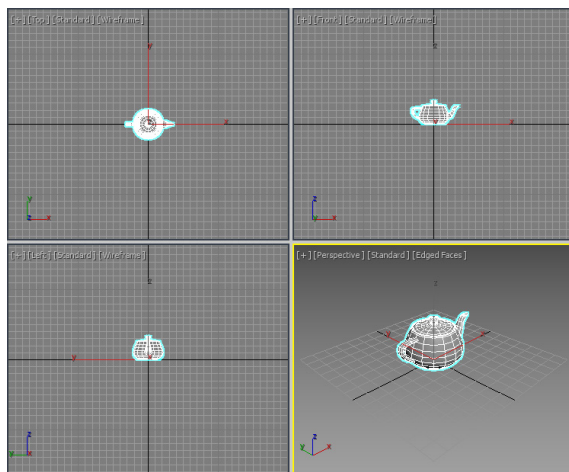 [+] [Top] [Standard] [Wireframe]
y
x
y
z x
[+] [Front] [Standard] [Wireframe]
z
x
z
y x
[+] [Left] [Standard] [Wireframe]
z
y
z
y x
[+] [Perspective] [Standard] [Edged Faces]
z
y x
z
y x